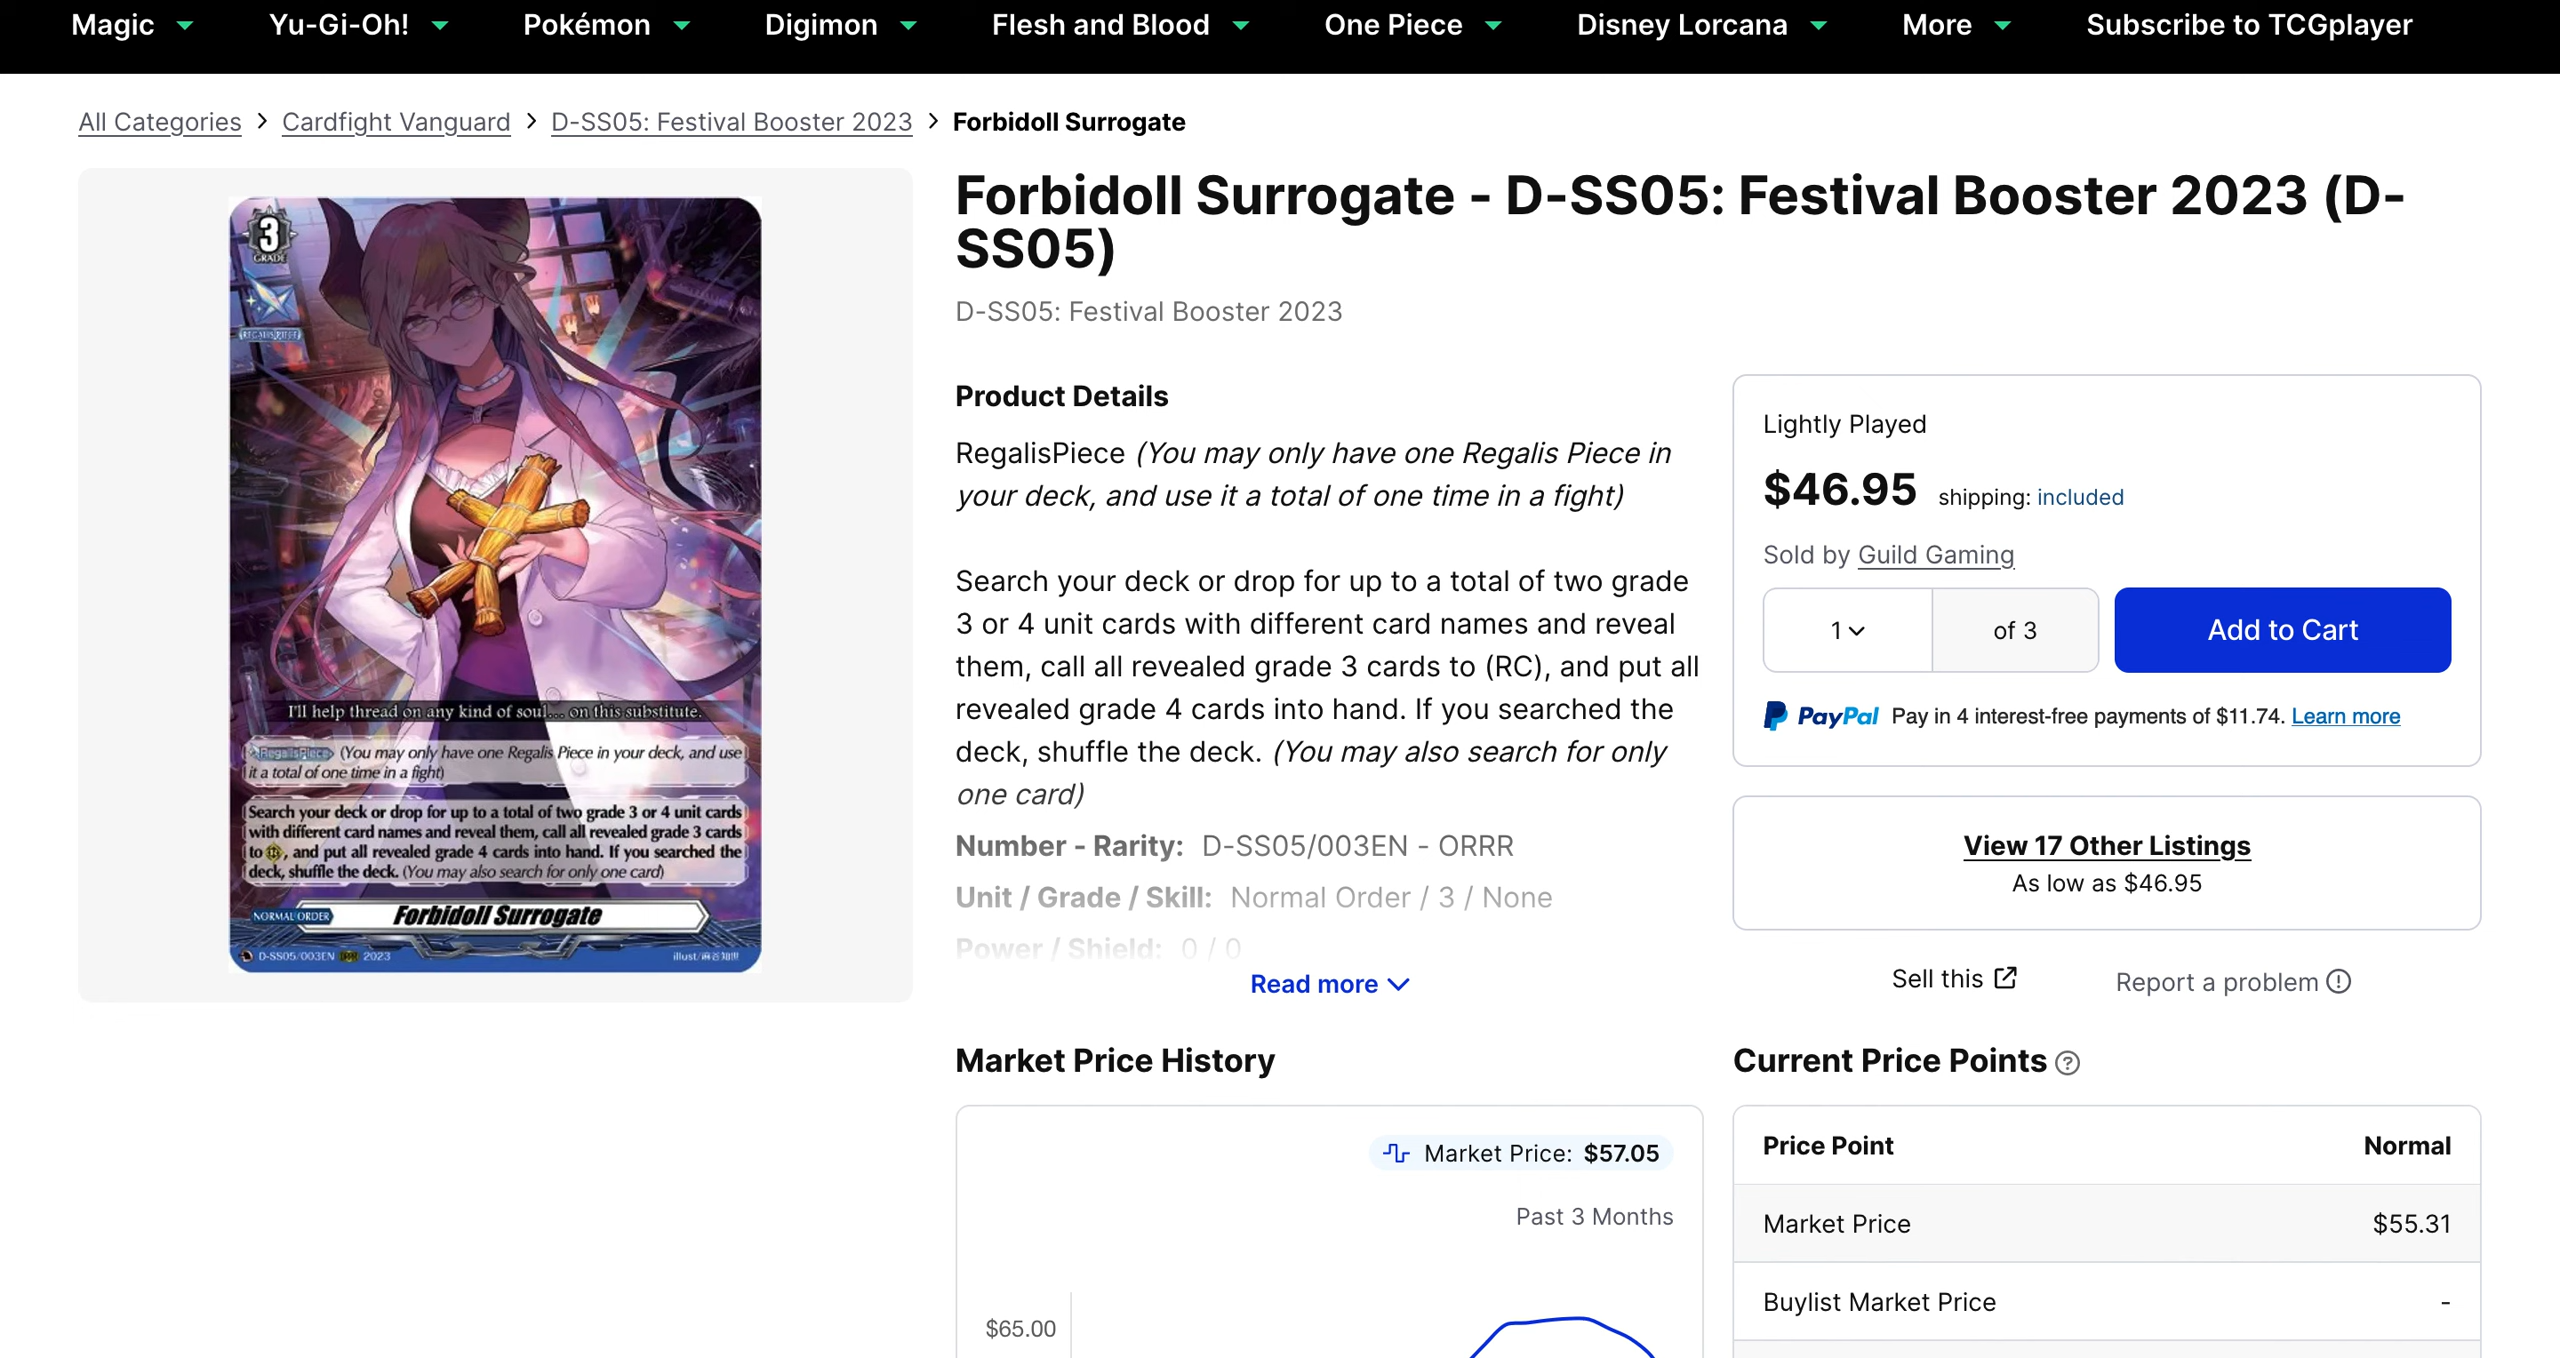 Magic Yu-Gi-Oh! Pokémon Digimon Flesh and Blood One Piece Disney Lorcana More Subscribe to TCGplayer
All Categories > Cardfight Vanguard > D-SS05: Festival Booster 2023 > Forbidoll Surrogate
3
GRADE
REGALIS PIECE
I'll help thread on any kind of soul... on this substitute.
RegalisPiece (You may only have one Regalis Piece in your deck, and use
it a total of one time in a fight)
Search your deck or drop for up to a total of two grade 3 or 4 unit cards
with different card names and reveal them, call all revealed grade 3 cards
to , and put all revealed grade 4 cards into hand. If you searched the
deck, shuffle the deck. (You may also search for only one card)
NORMAL ORDER Forbidoll Surrogate
D-SS05/003EN 2023 illust/
Forbidoll Surrogate - D-SS05: Festival Booster 2023 (D-
SS05)
D-SS05: Festival Booster 2023
Product Details
RegalisPiece (You may only have one Regalis Piece in
your deck, and use it a total of one time in a fight)
Search your deck or drop for up to a total of two grade
3 or 4 unit cards with different card names and reveal
them, call all revealed grade 3 cards to (RC), and put all
revealed grade 4 cards into hand. If you searched the
deck, shuffle the deck. (You may also search for only
one card)
Number - Rarity: D-SS05/003EN - ORRR
Unit / Grade / Skill: Normal Order / 3 / None
Power / Shield: 0 / 0
Read more
Lightly Played
$46.95 shipping: included
Sold by Guild Gaming
1 of 3 Add to Cart
PayPal Pay in 4 interest-free payments of $11.74. Learn more
View 17 Other Listings
As low as $46.95
Sell this Report a problem
Market Price History
Market Price: $57.05
Past 3 Months
$65.00
Current Price Points
Price Point Normal
Market Price $55.31
Buylist Market Price -